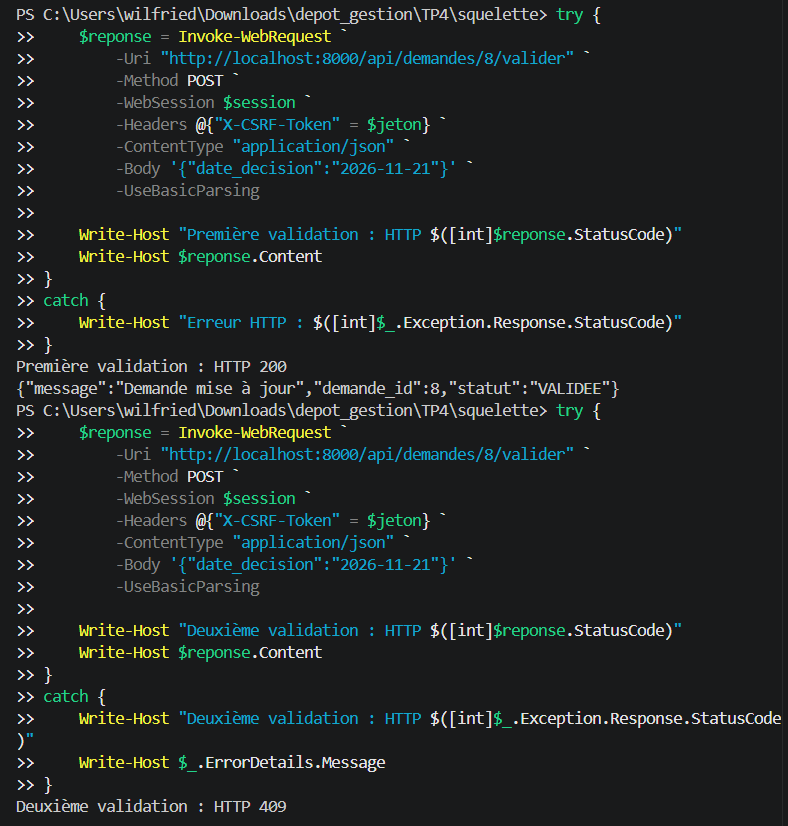 PS C:\Users\wilfried\Downloads\depot_gestion\TP4\squelette> try {
>>     $reponse = Invoke-WebRequest `
>>         -Uri "http://localhost:8000/api/demandes/8/valider" `
>>         -Method POST `
>>         -WebSession $session `
>>         -Headers @{"X-CSRF-Token" = $jeton} `
>>         -ContentType "application/json" `
>>         -Body '{"date_decision":"2026-11-21"}' `
>>         -UseBasicParsing
>>
>>     Write-Host "Première validation : HTTP $([int]$reponse.StatusCode)"
>>     Write-Host $reponse.Content
>> }
>> catch {
>>     Write-Host "Erreur HTTP : $([int]$_.Exception.Response.StatusCode)"
>> }
Première validation : HTTP 200
{"message":"Demande mise à jour","demande_id":8,"statut":"VALIDEE"}
PS C:\Users\wilfried\Downloads\depot_gestion\TP4\squelette> try {
>>     $reponse = Invoke-WebRequest `
>>         -Uri "http://localhost:8000/api/demandes/8/valider" `
>>         -Method POST `
>>         -WebSession $session `
>>         -Headers @{"X-CSRF-Token" = $jeton} `
>>         -ContentType "application/json" `
>>         -Body '{"date_decision":"2026-11-21"}' `
>>         -UseBasicParsing
>>
>>     Write-Host "Deuxième validation : HTTP $([int]$reponse.StatusCode)"
>>     Write-Host $reponse.Content
>> }
>> catch {
>>     Write-Host "Deuxième validation : HTTP $([int]$_.Exception.Response.StatusCode
)"
>>     Write-Host $_.ErrorDetails.Message
>> }
Deuxième validation : HTTP 409